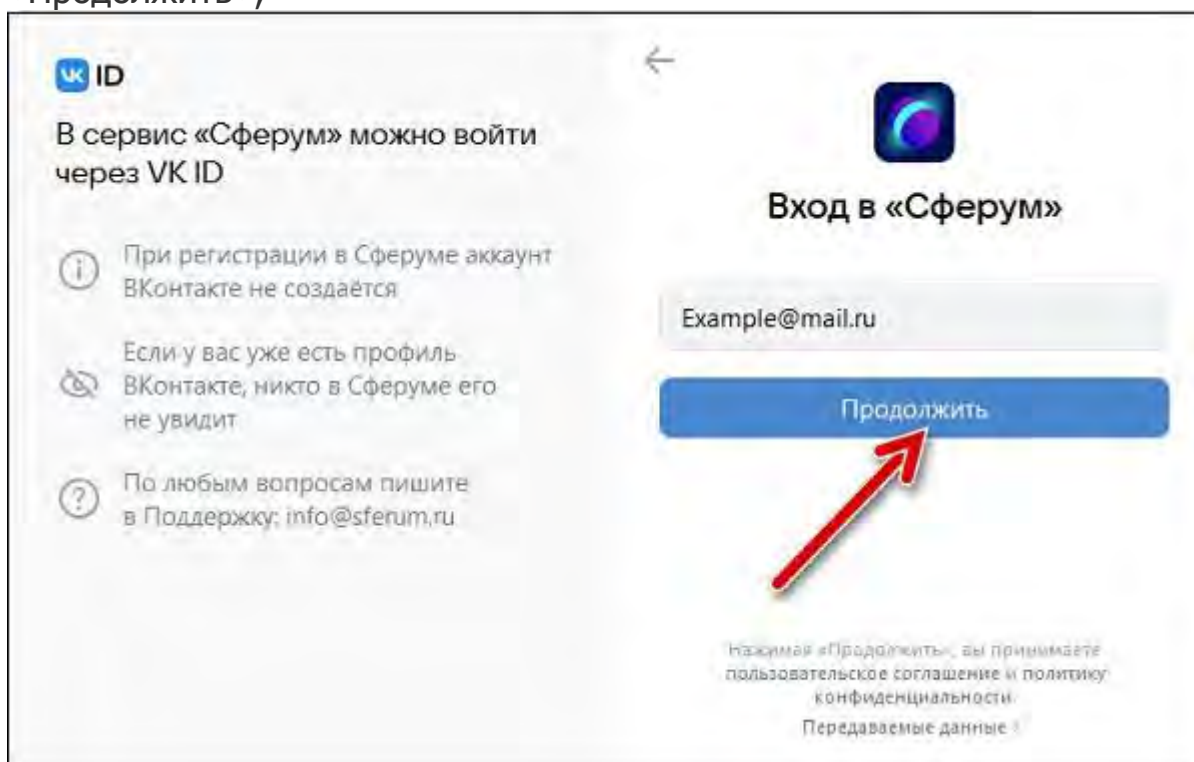 Продолжить")
VK ID
В сервис «Сферум» можно войти
через VK ID
При регистрации в Сферуме аккаунт
ВКонтакте не создаётся
Если у вас уже есть профиль
ВКонтакте, никто в Сферуме его
не увидит
По любым вопросам пишите
в Поддержку: info@sferum.ru
Вход в «Сферум»
Example@mail.ru
Продолжить
Нажимая «Продолжить», вы принимаете
пользовательское соглашение и политику
конфиденциальности
Передаваемые данные